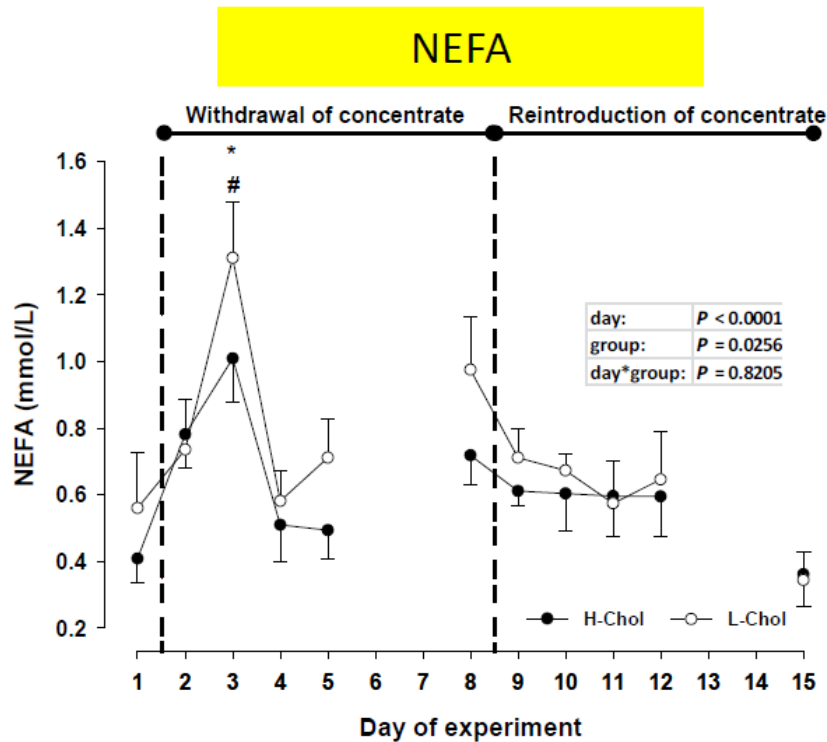 NEFA
Withdrawal of concentrate Reintroduction of concentrate
*
#
1.6
1.4
1.2
1.0
0.8
0.6
0.4
0.2
NEFA (mmol/L)
day: P < 0.0001
group: P = 0.0256
day*group: P = 0.8205
H-Chol L-Chol
1 2 3 4 5 6 7 8 9 10 11 12 13 14 15
Day of experiment